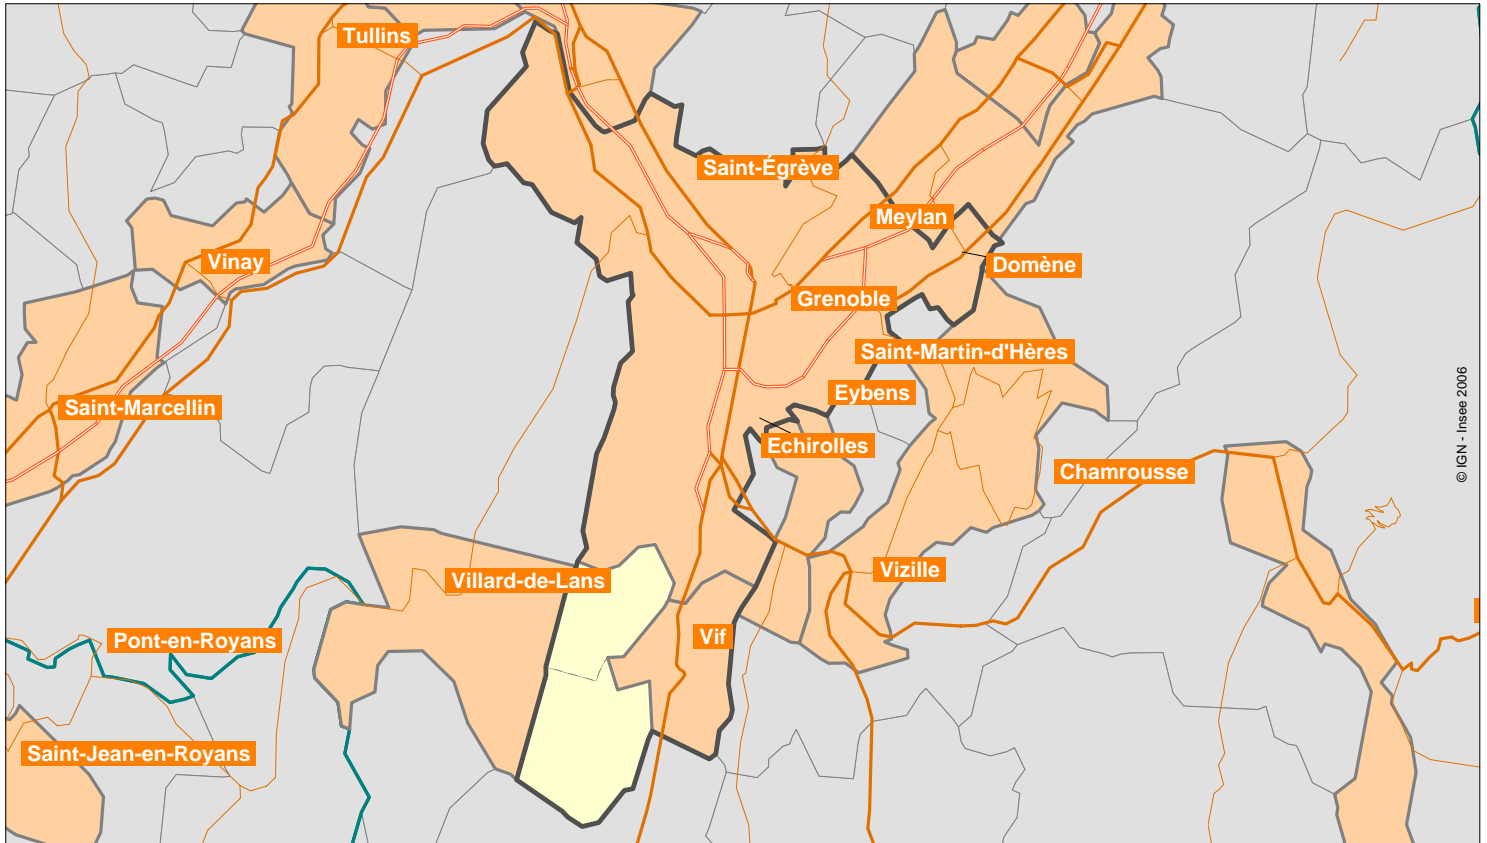 Tullins
Saint-Égrève
Meylan
Vinay
Domène
Grenoble
Saint-Martin-d'Hères
Eybens
Saint-Marcellin
Echirolles
Chamrousse
© IGN - Insee 2006
Villard-de-Lans
Vizille
Pont-en-Royans
Vif
Saint-Jean-en-Royans